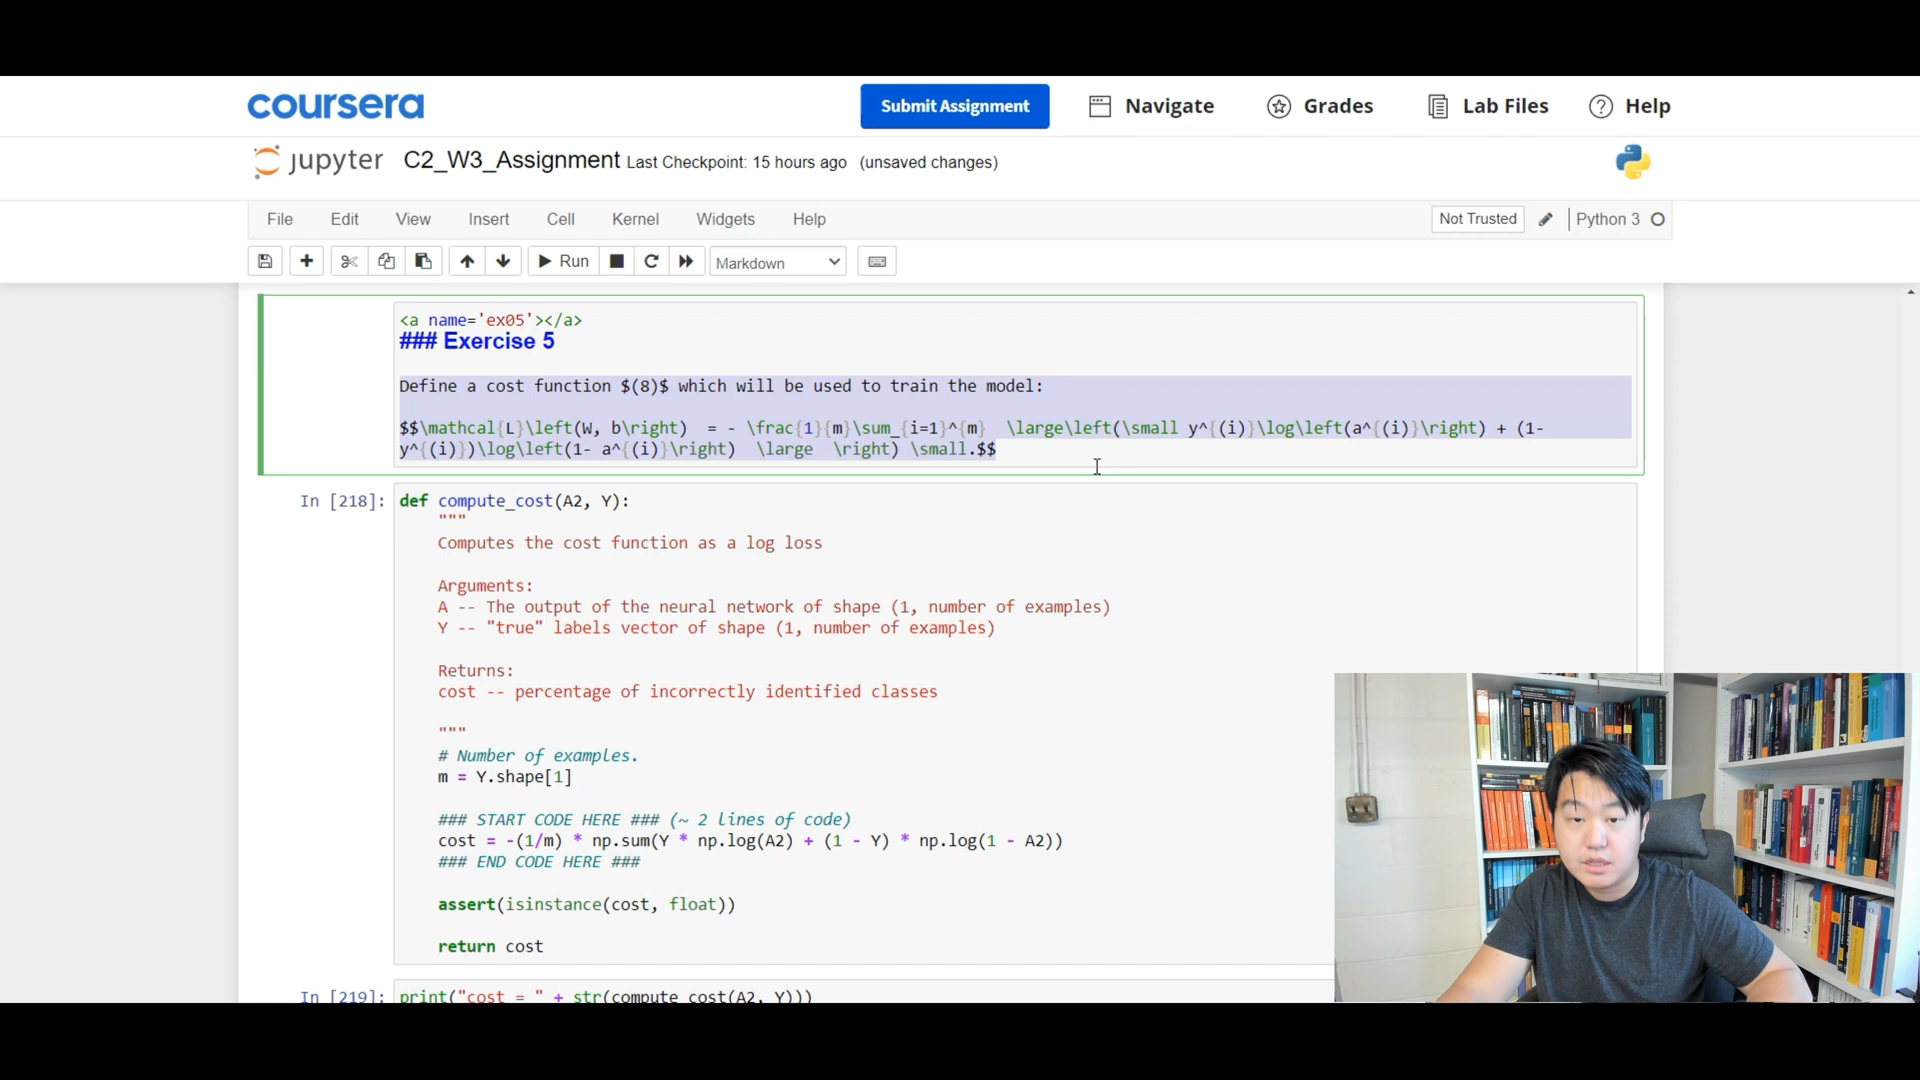 coursera
Submit Assignment
Navigate
Grades
Lab Files
Help
jupyter C2_W3_Assignment Last Checkpoint: 15 hours ago (unsaved changes)
File Edit View Insert Cell Kernel Widgets Help
Not Trusted
Python 3
Run
Markdown
<a name='ex05'></a>
### Exercise 5
Define a cost function $(8)$ which will be used to train the model:
$$\mathcal{L}\left(W, b\right)  = - \frac{1}{m}\sum_{i=1}^{m}  \large\left(\small y^{(i)}\log\left(a^{(i)}\right) + (1-
y^{(i)})\log\left(1- a^{(i)}\right)  \large  \right) \small.$$
In [218]:
def compute_cost(A2, Y):
"""
Computes the cost function as a log loss
Arguments:
A -- The output of the neural network of shape (1, number of examples)
Y -- "true" labels vector of shape (1, number of examples)
Returns:
cost -- percentage of incorrectly identified classes
"""
# Number of examples.
m = Y.shape[1]
### START CODE HERE ### (~ 2 lines of code)
cost = -(1/m) * np.sum(Y * np.log(A2) + (1 - Y) * np.log(1 - A2))
### END CODE HERE ###
assert(isinstance(cost, float))
return cost
In [219]:
print("cost = " + str(compute_cost(A2, Y)))